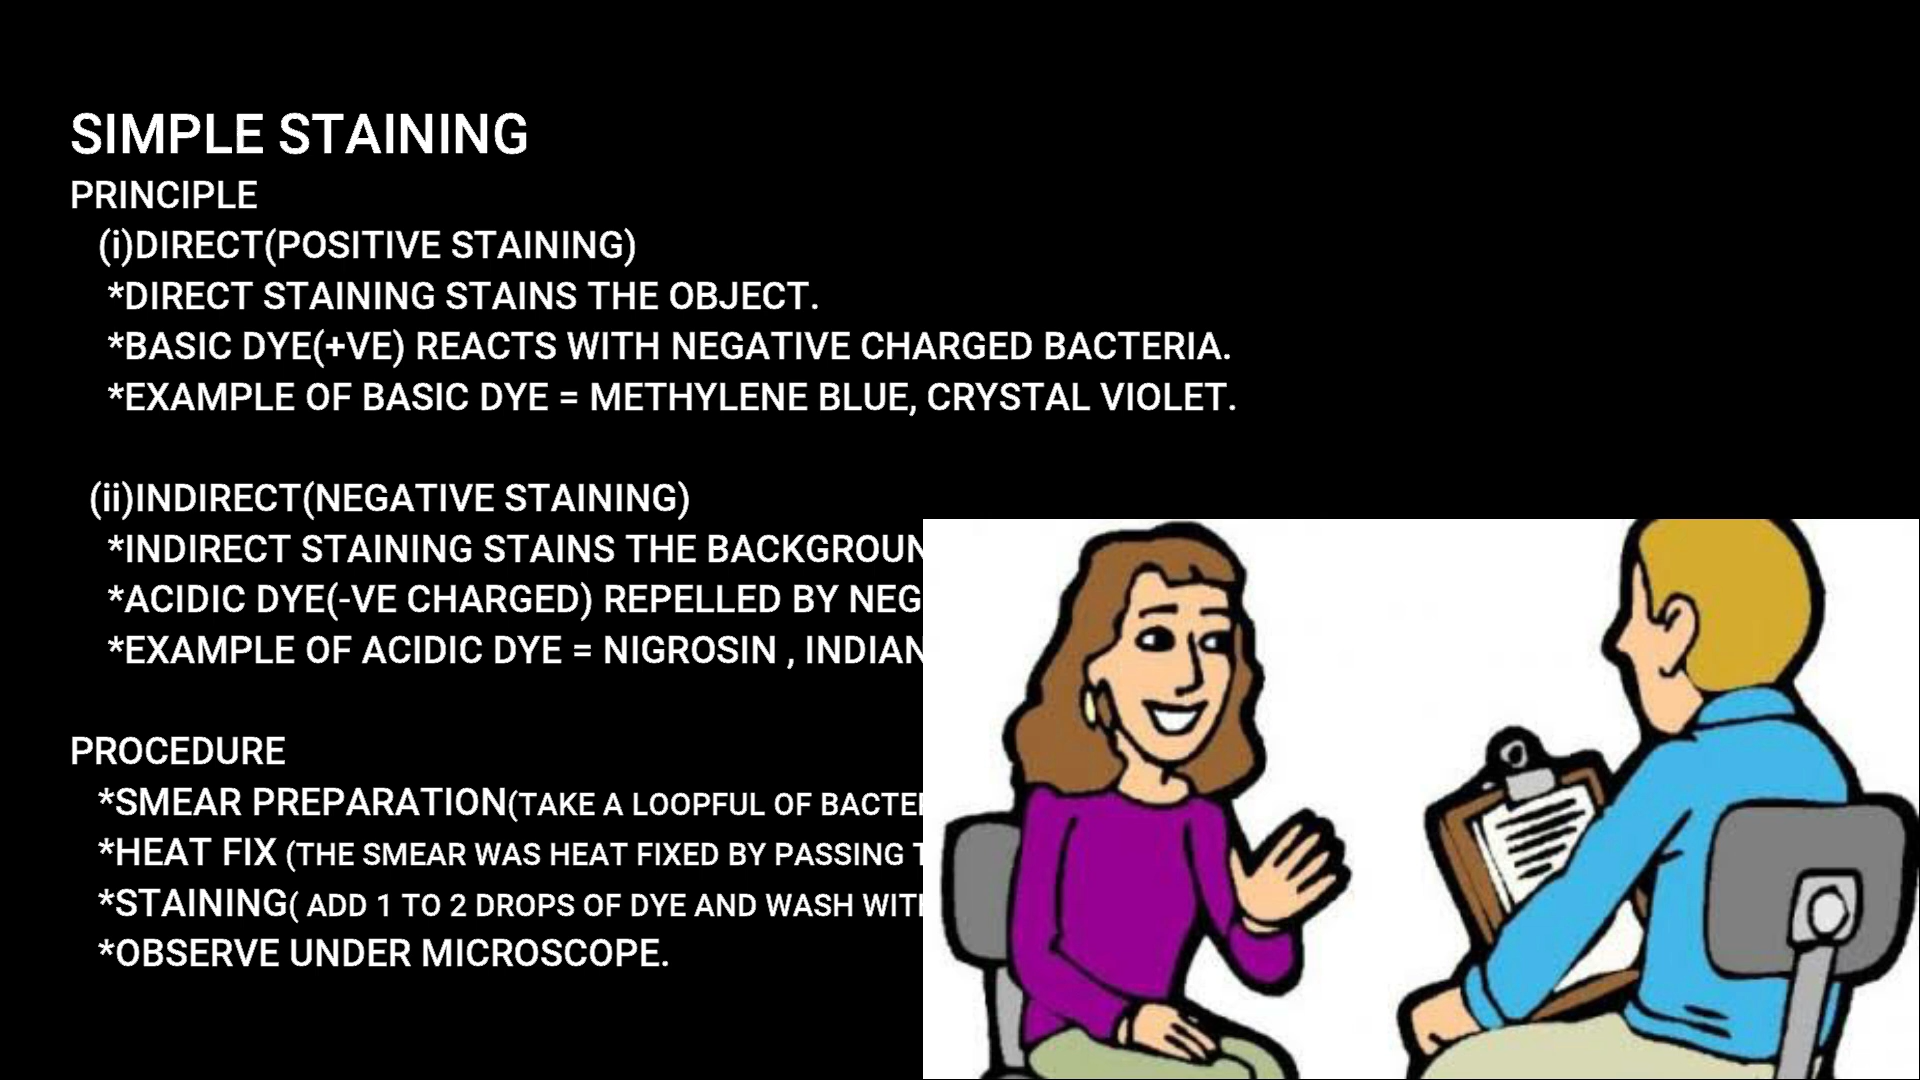 SIMPLE STAINING
PRINCIPLE
(i)DIRECT(POSITIVE STAINING)
*DIRECT STAINING STAINS THE OBJECT.
*BASIC DYE(+VE) REACTS WITH NEGATIVE CHARGED BACTERIA.
*EXAMPLE OF BASIC DYE = METHYLENE BLUE, CRYSTAL VIOLET.
(ii)INDIRECT(NEGATIVE STAINING)
*INDIRECT STAINING STAINS THE
*ACIDIC DYE(-VE CHARGED) REPELLED BY
*EXAMPLE OF ACIDIC DYE = NIGROSIN ,
PROCEDURE
*SMEAR PREPARATION(TAKE A LOOPFUL OF
*HEAT FIX (THE SMEAR WAS HEAT FIXED BY PASSING
*STAINING( ADD 1 TO 2 DROPS OF DYE AND WASH
*OBSERVE UNDER MICROSCOPE.